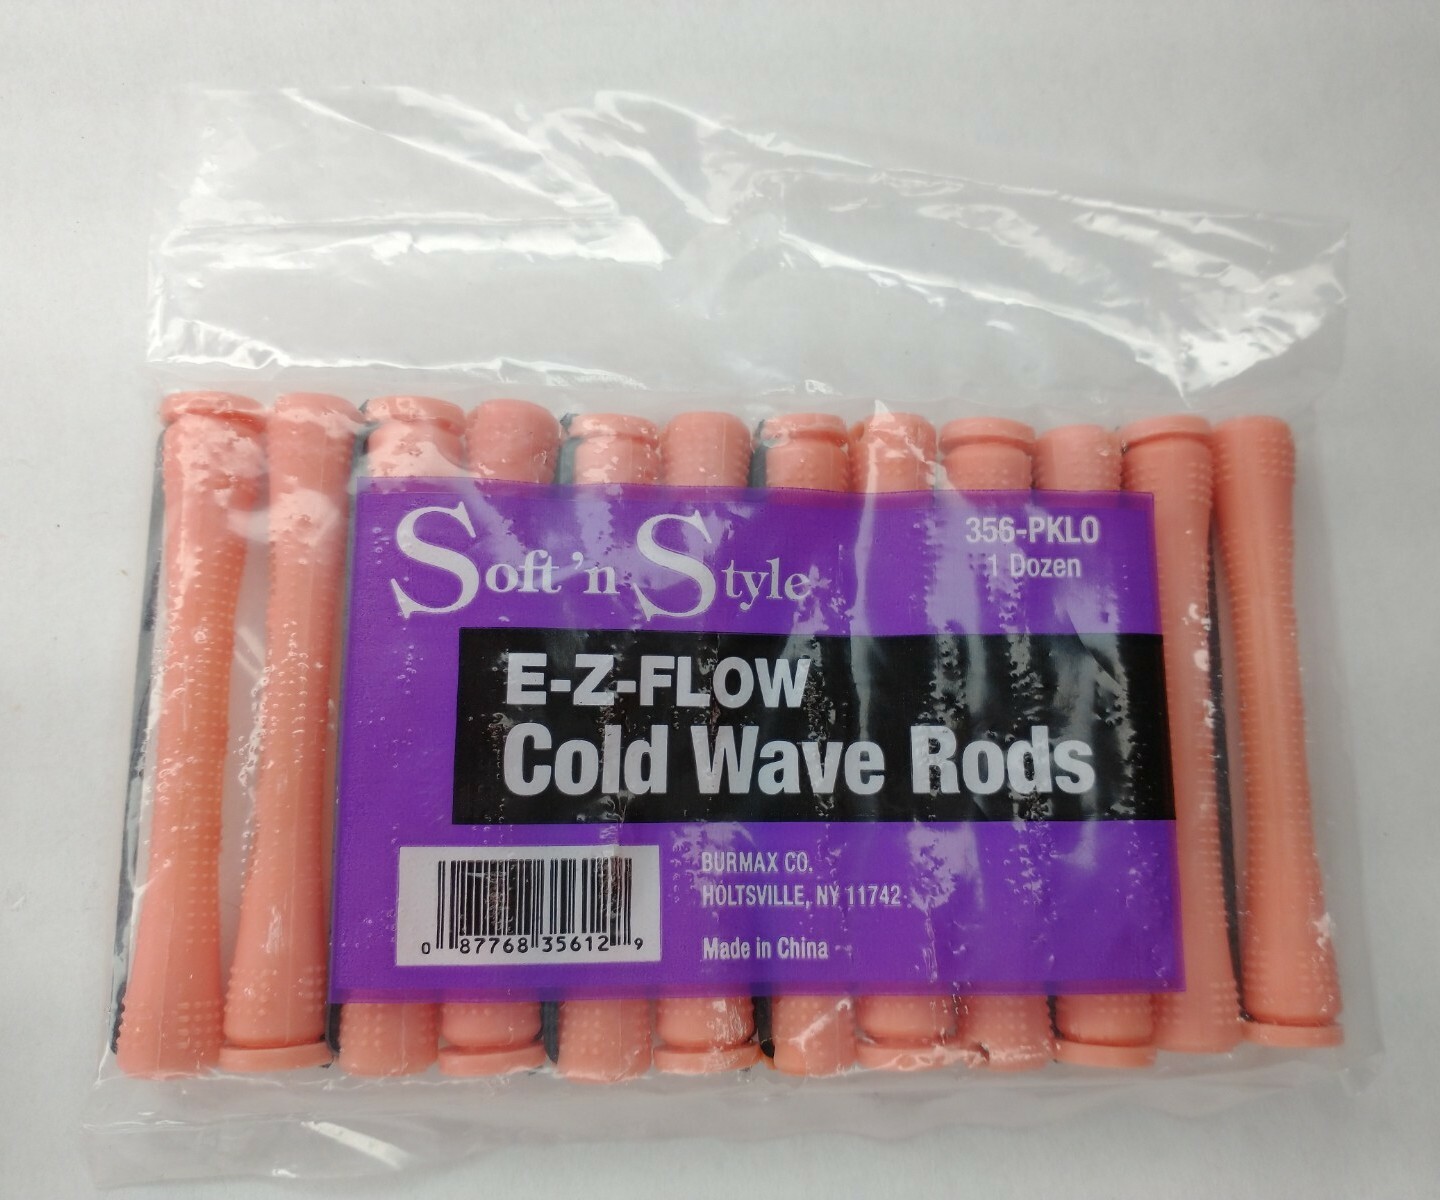 Soft 'n Style
356-PKLO
1 Dozen
E-Z-FLOW
Cold Wave Rods
BURMAX CO.
HOLTSVILLE, NY 11742
Made in China
0 87768 35612 9